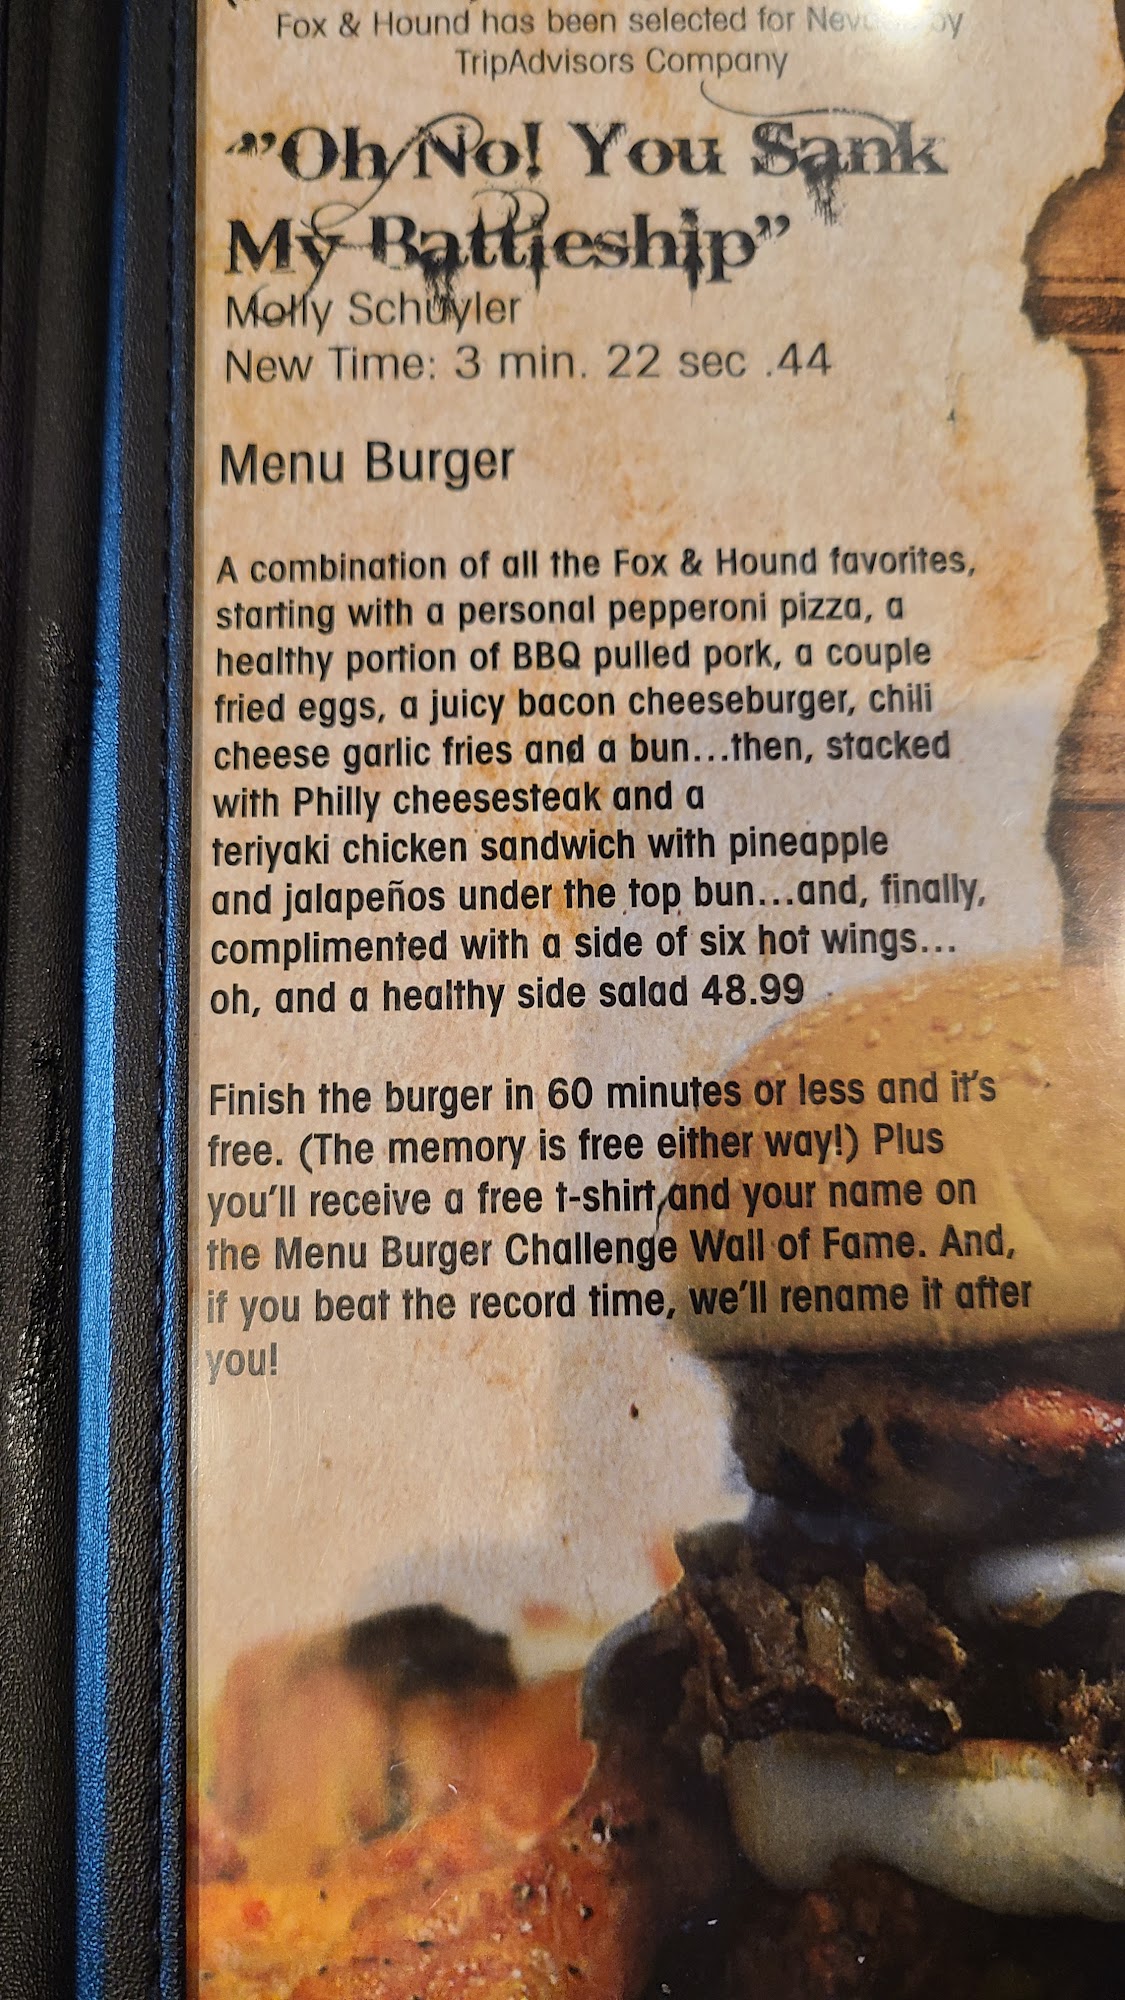 Fox & Hound has been selected for Nevada by
TripAdvisors Company
"Oh No! You Sank
My Battleship"
Molly Schuyler
New Time: 3 min. 22 sec .44
Menu Burger
A combination of all the Fox & Hound favorites,
starting with a personal pepperoni pizza, a
healthy portion of BBQ pulled pork, a couple
fried eggs, a juicy bacon cheeseburger, chili
cheese garlic fries and a bun...then, stacked
with Philly cheesesteak and a
teriyaki chicken sandwich with pineapple
and jalapeños under the top bun...and, finally,
complimented with a side of six hot wings...
oh, and a healthy side salad 48.99
Finish the burger in 60 minutes or less and it's
free. (The memory is free either way!) Plus
you'll receive a free t-shirt and your name on
the Menu Burger Challenge Wall of Fame. And,
if you beat the record time, we'll rename it after
you!